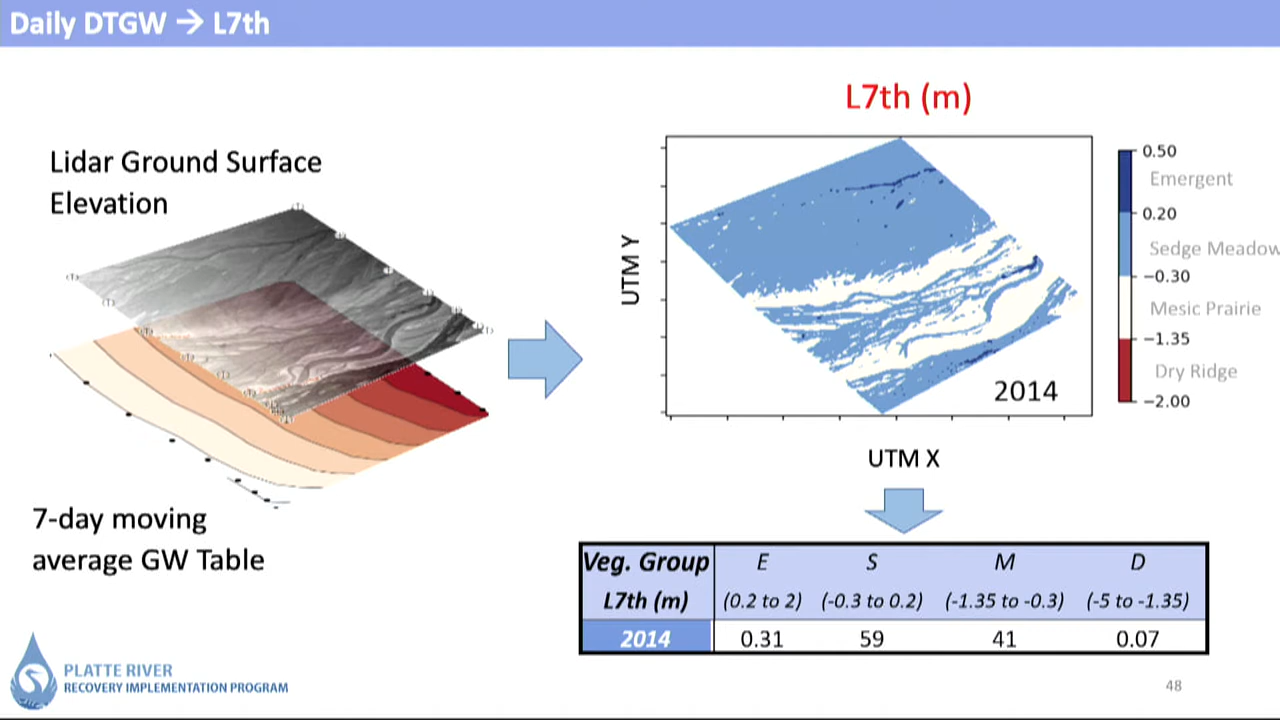 Daily DTGW → L7th
L7th (m)
Lidar Ground Surface
Elevation
UTM Y
2014
UTM X
0.50
Emergent
0.20
Sedge Meadow
−0.30
Mesic Prairie
−1.35
Dry Ridge
−2.00
7-day moving
average GW Table
Veg. Group E S M D
L7th (m) (0.2 to 2) (-0.3 to 0.2) (-1.35 to -0.3) (-5 to -1.35)
2014 0.31 59 41 0.07
PLATTE RIVER
RECOVERY IMPLEMENTATION PROGRAM
48